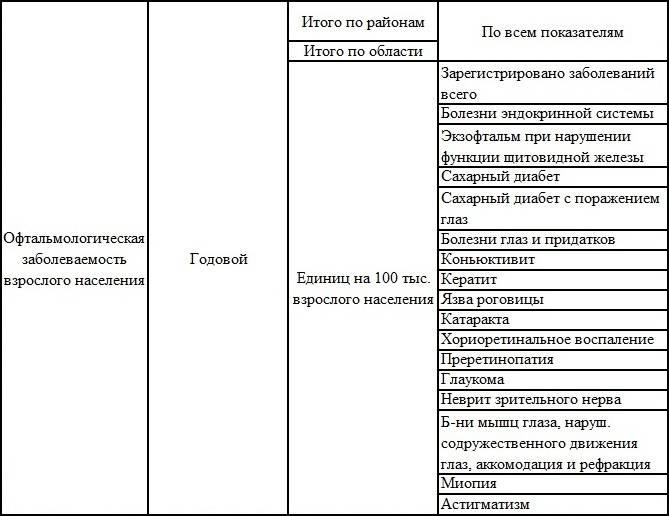 Офтальмологическая
заболеваемость
взрослого населения
Годовой
Итого по районам
Итого по области
Единиц на 100 тыс.
взрослого населения
По всем показателям
Зарегистрировано заболеваний
всего
Болезни эндокринной системы
Экзофтальм при нарушении
функции щитовидной железы
Сахарный диабет
Сахарный диабет с поражением
глаз
Болезни глаз и придатков
Коньюктивит
Кератит
Язва роговицы
Катаракта
Хориоретинальное воспаление
Преретинопатия
Глаукома
Неврит зрительного нерва
Б-ни мышц глаза, наруш.
содружественного движения
глаз, аккомодация и рефракция
Миопия
Астигматизм